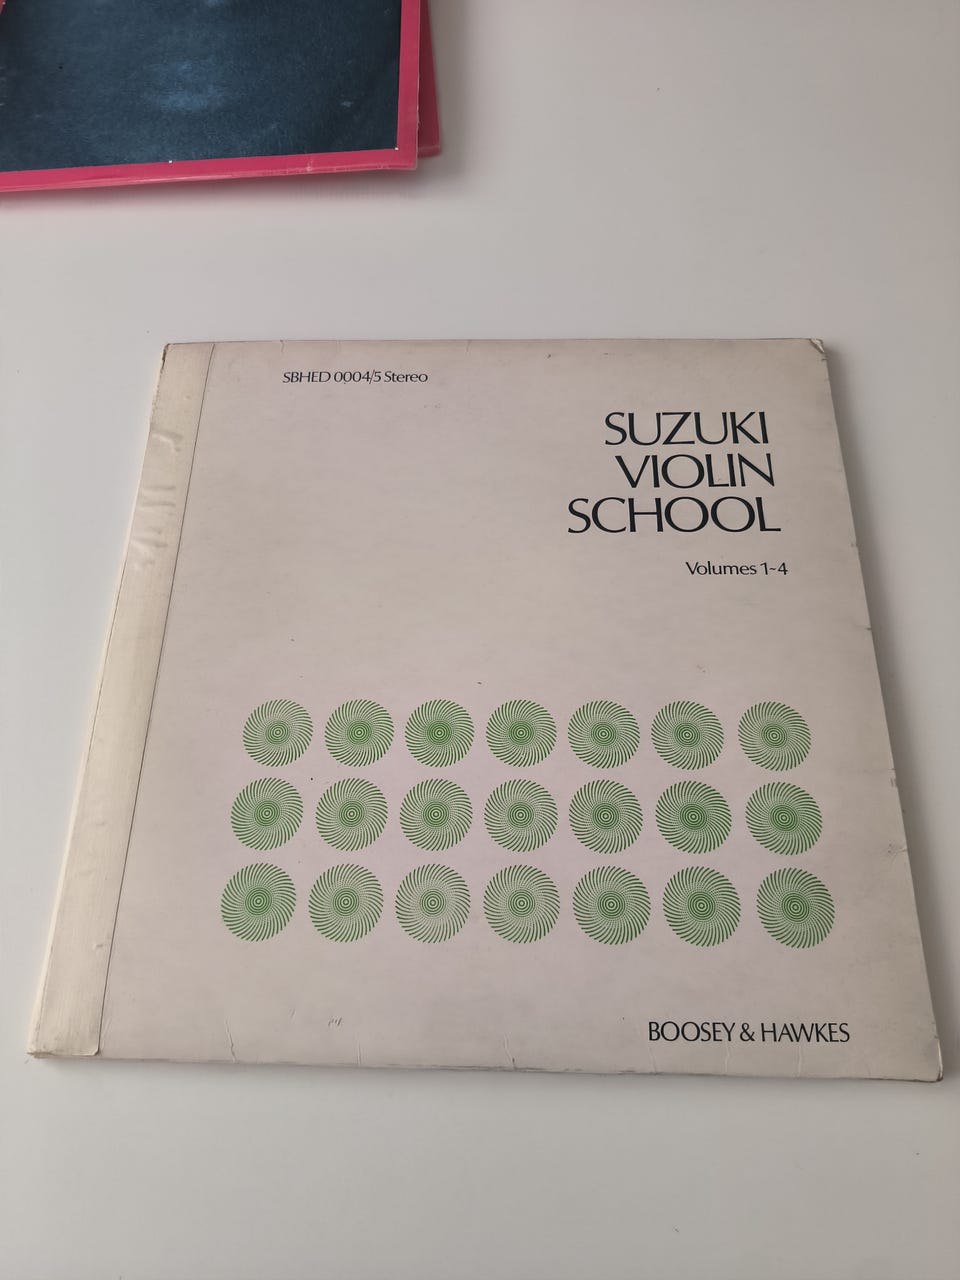 SBHED 0004/5 Stereo
SUZUKI
VIOLIN
SCHOOL
Volumes 1-4
BOOSEY & HAWKES